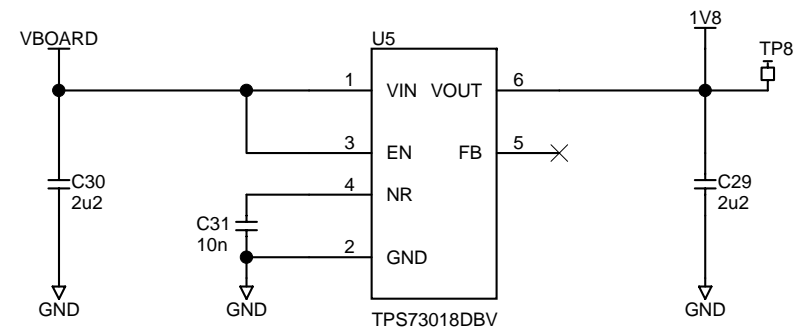 VBOARD
U5
1V8
TP8
1 VIN VOUT 6
3 EN FB 5
4 NR
2 GND
C30
2u2
C31
10n
C29
2u2
GND
GND
GND
TPS73018DBV